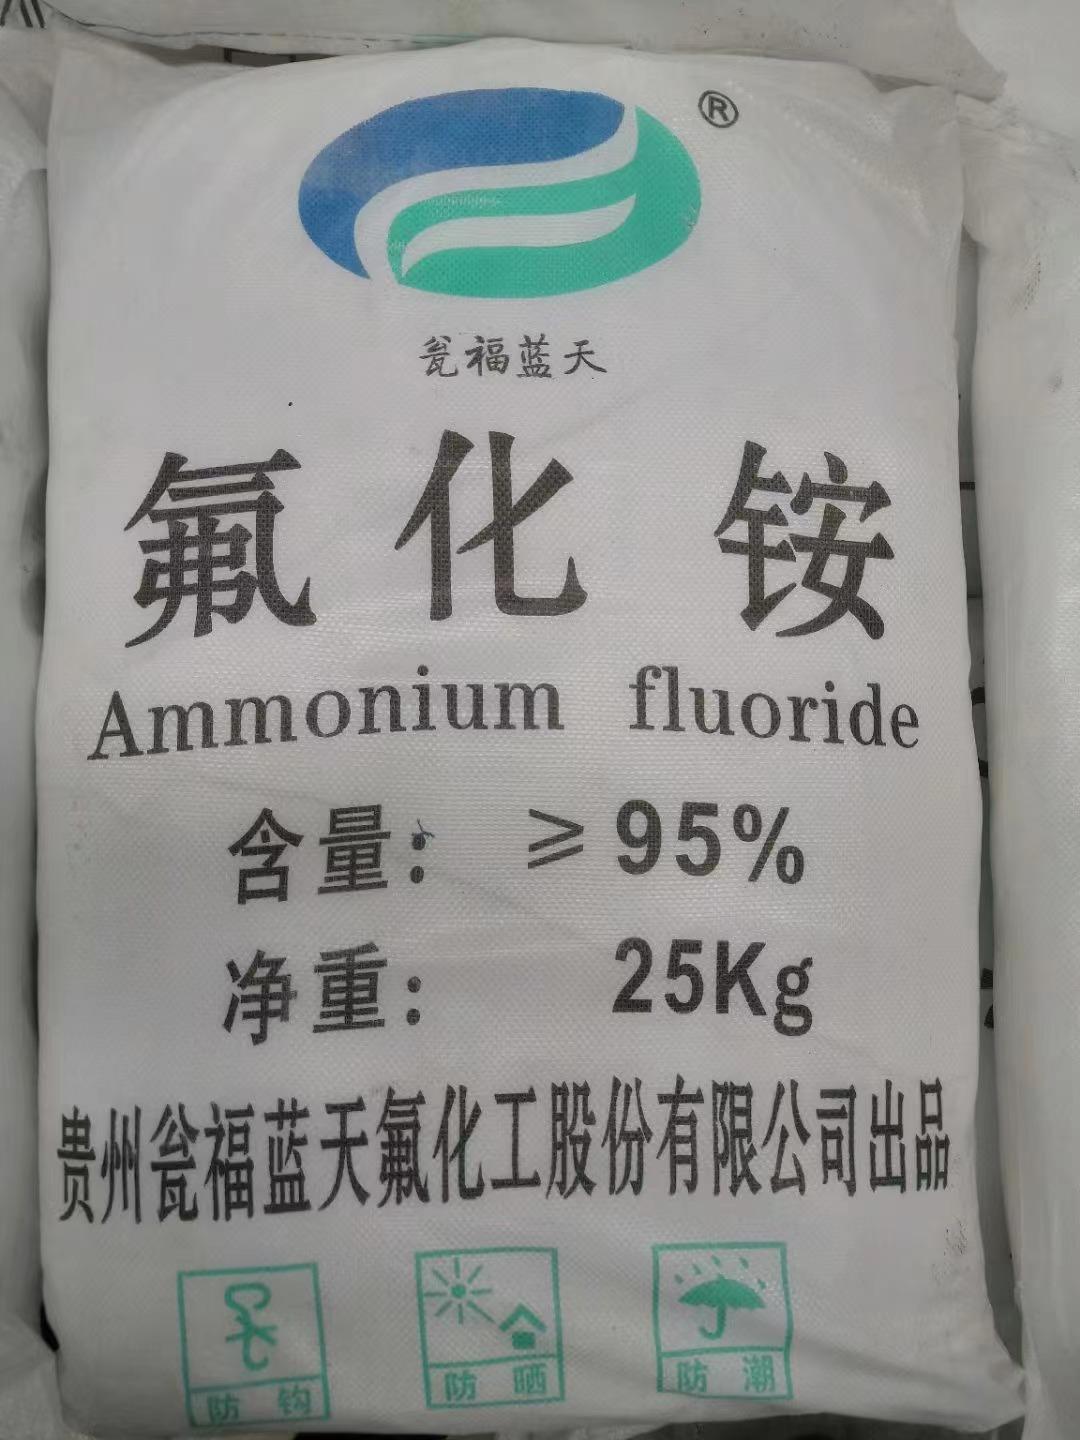 ®
瓮福蓝天
氟化铵
Ammonium fluoride
含量： ≥95%
净重： 25Kg
贵州瓮福蓝天氟化工股份有限公司出品
防钩 防晒 防潮